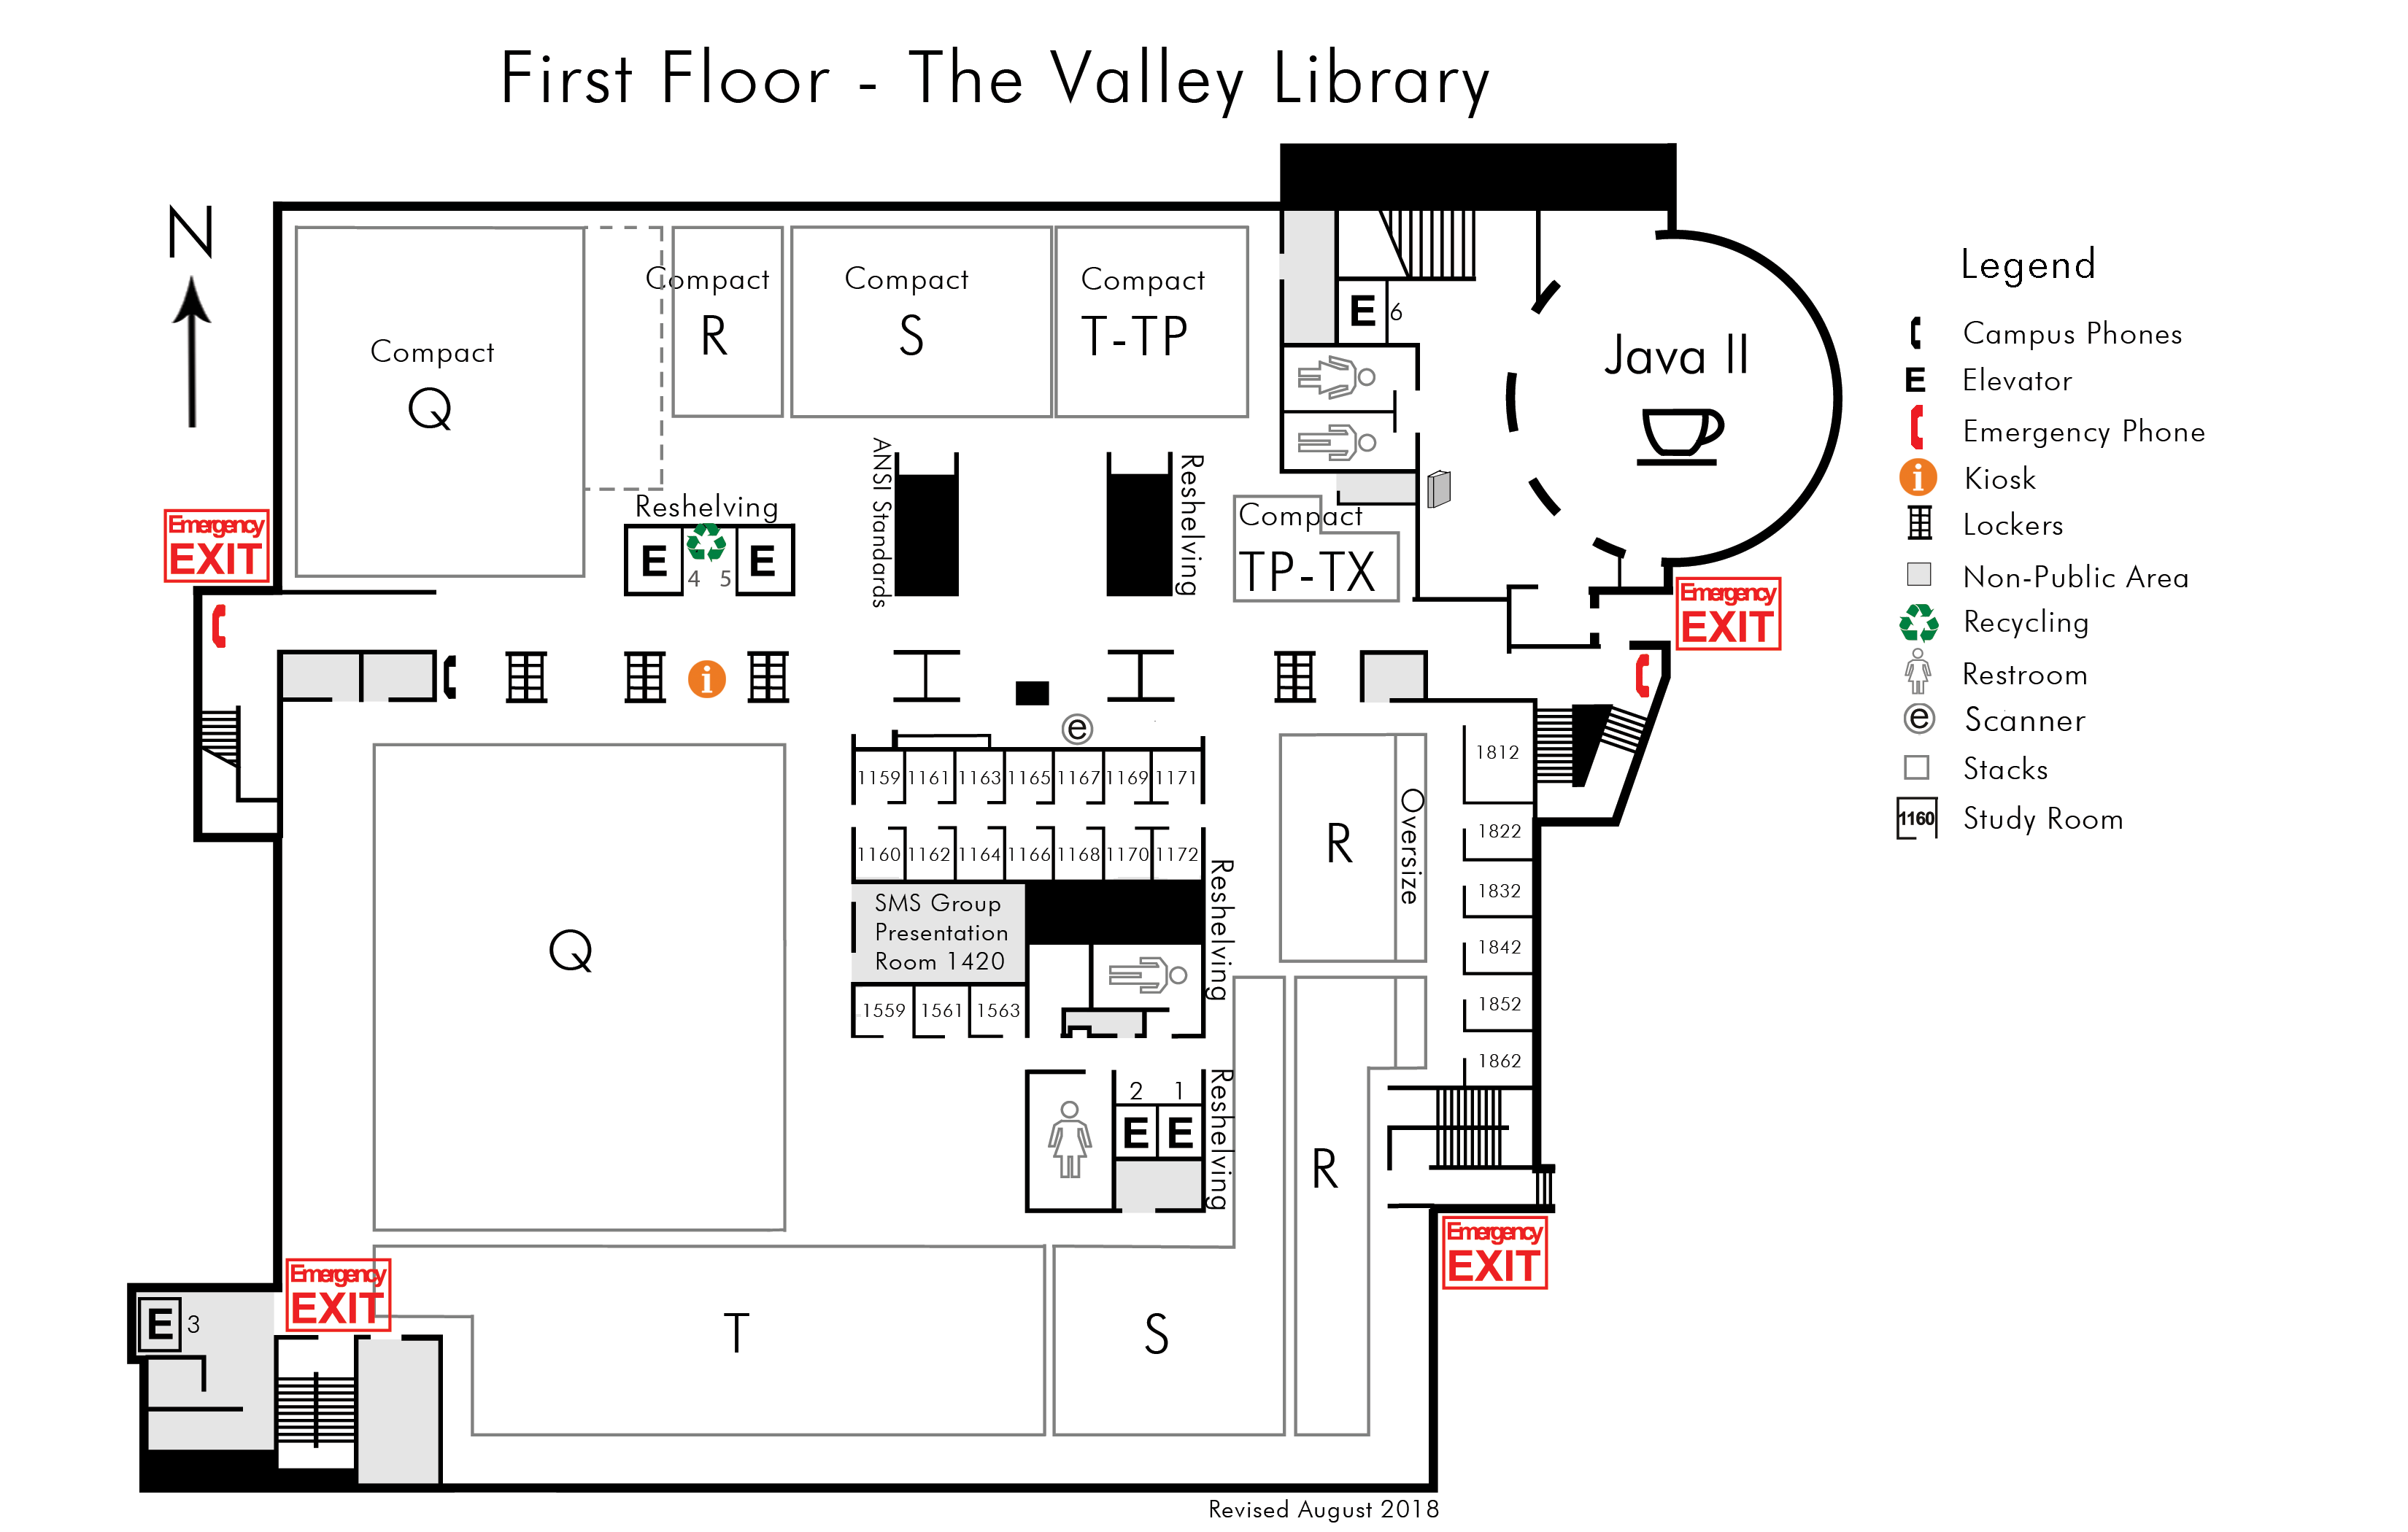 First Floor - The Valley Library
N
Legend
Campus Phones
E
Elevator
Emergency Phone
i
Kiosk
Lockers
Non-Public Area
Recycling
Restroom
e
Scanner
Stacks
1160
Study Room
Compact
Q
Compact
R
Compact
S
Compact
T-TP
E
6
Java II
ANSI Standards
Reshelving
Reshelving
E
4
5
E
Compact
TP-TX
Emergency
EXIT
Emergency
EXIT
i
e
1159
1161
1163
1165
1167
1169
1171
1160
1162
1164
1166
1168
1170
1172
SMS Group
Presentation
Room 1420
1559
1561
1563
Reshelving
R
Oversize
1812
1822
1832
1842
1852
1862
Q
2
1
E
E
Reshelving
R
Emergency
EXIT
Emergency
EXIT
E
3
T
S
Revised August 2018